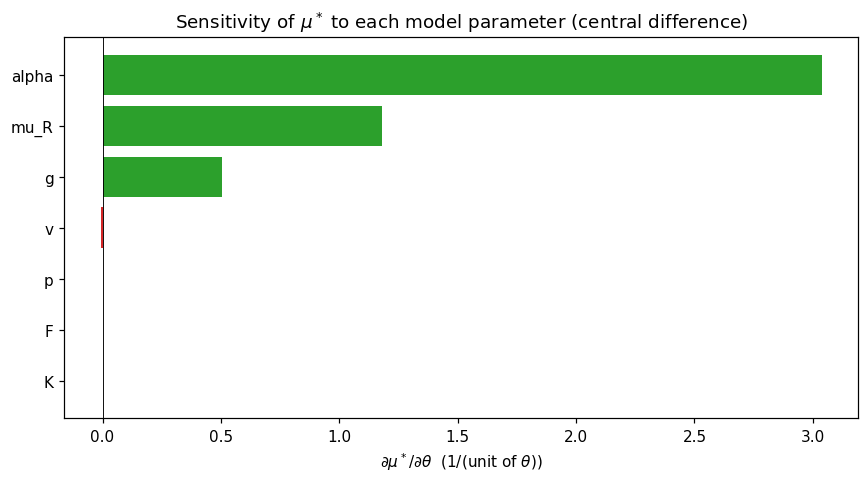 Sensitivity of μ* to each model parameter (central difference)
alpha
mu_R
g
v
p
F
K
0.0 0.5 1.0 1.5 2.0 2.5 3.0
∂μ*/∂θ (1/(unit of θ))